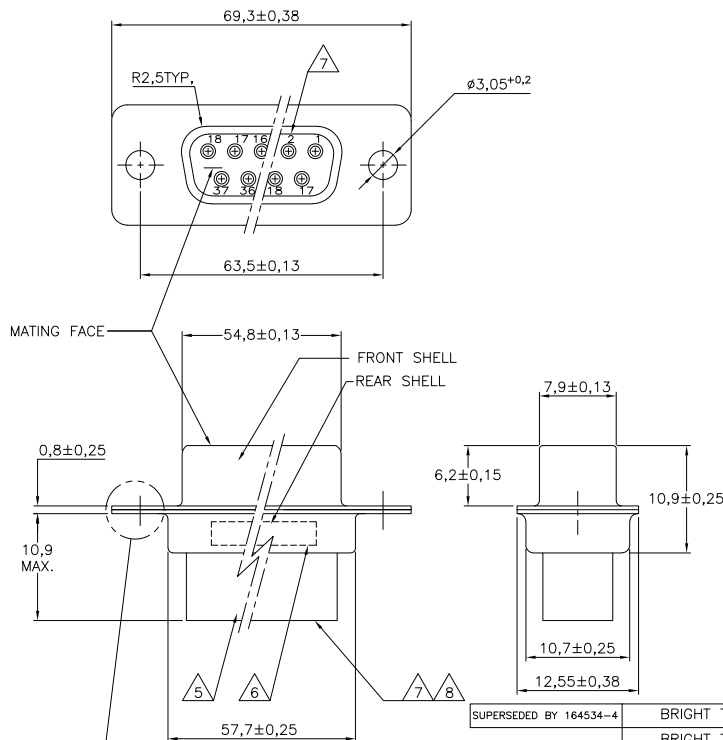 69,3±0,38
R2,5TYP,
7
ø3,05+0,2
18 17 16 2 1
37 36 18 17
63,5±0,13
MATING FACE
54,8±0,13
FRONT SHELL
REAR SHELL
7,9±0,13
0,8±0,25
6,2±0,15
10,9±0,25
10,9
MAX.
10,7±0,25
5 6 7 8
12,55±0,38
57,7±0,25
SUPERSEDED BY 164534-4 BRIGHT
BRIGHT